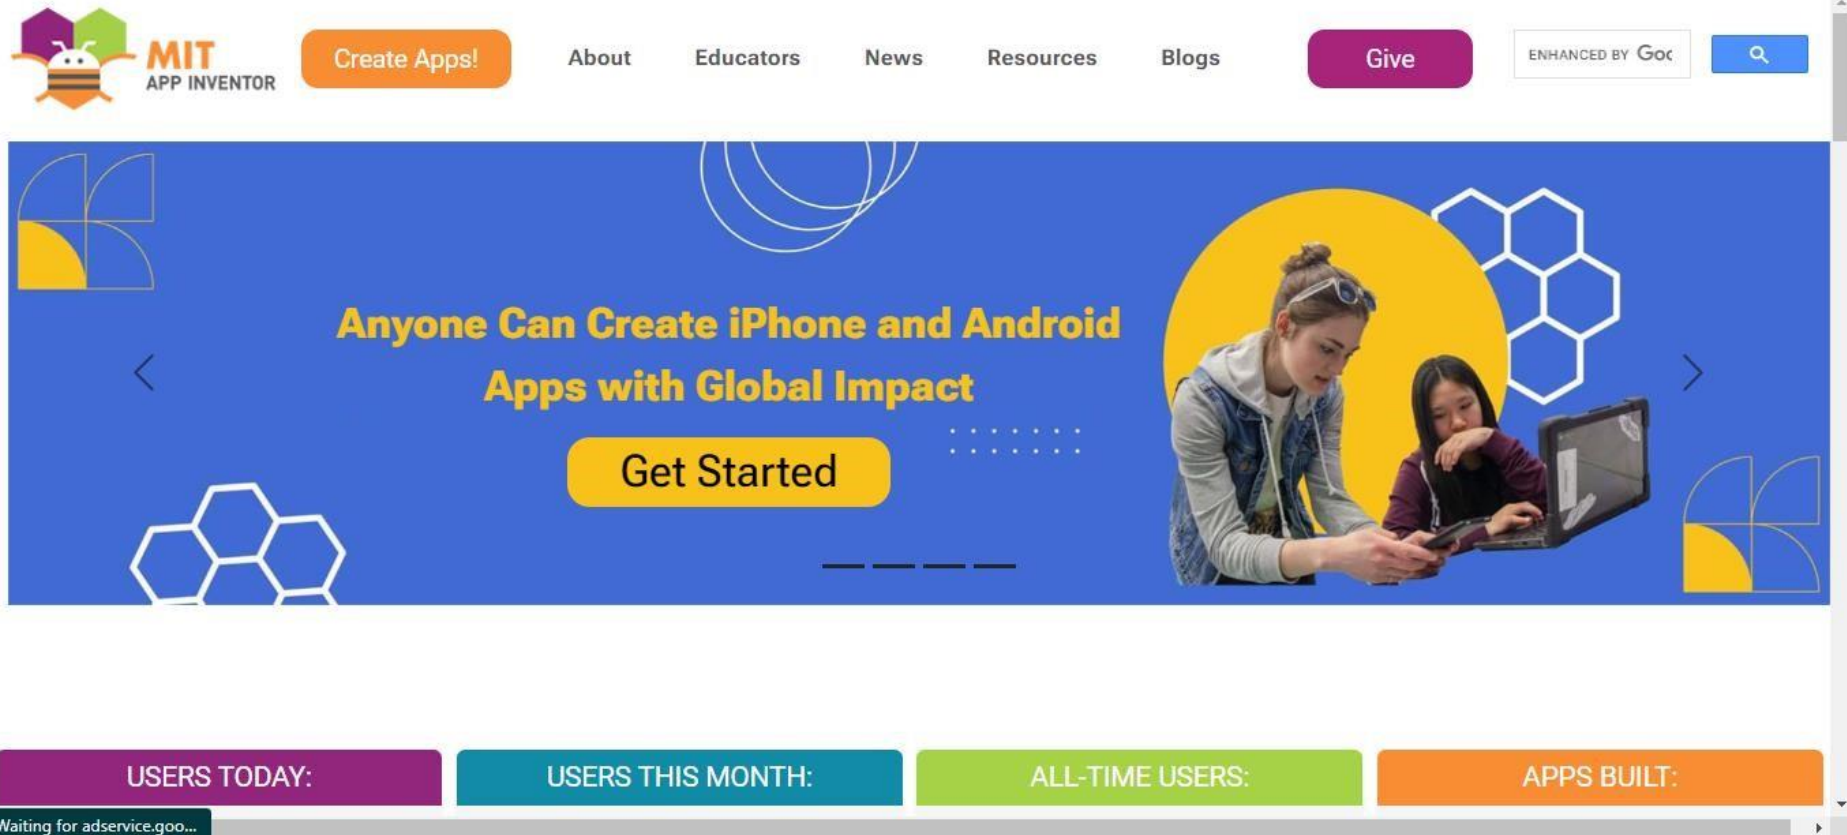 MIT
APP INVENTOR
Create Apps!
About
Educators
News
Resources
Blogs
Give
ENHANCED BY Goo
Anyone Can Create iPhone and Android
Apps with Global Impact
Get Started
USERS TODAY:
USERS THIS MONTH:
ALL-TIME USERS:
APPS BUILT:
Waiting for adservice.goo...